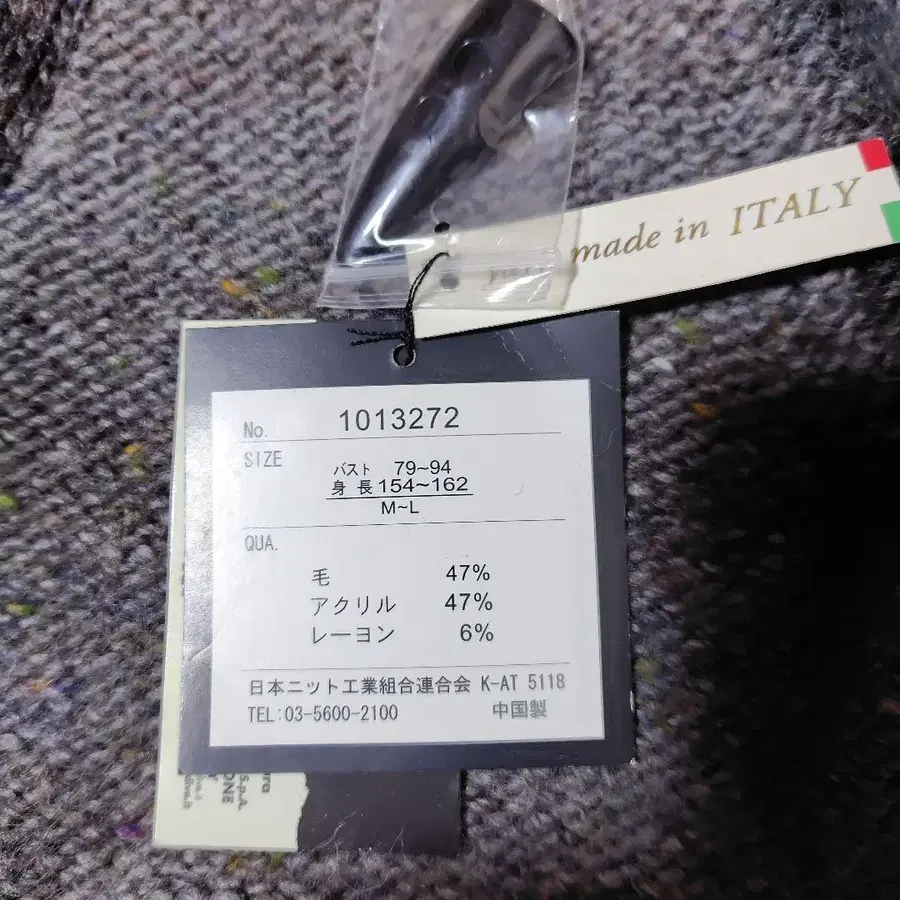 made in ITALY
No. 1013272
SIZE
バスト 79~94
身長 154~162
M~L
QUA.
毛 47%
アクリル 47%
レーヨン 6%
日本ニット工業組合連合会 K-AT 5118
TEL:03-5600-2100 中国製
S.p.A.